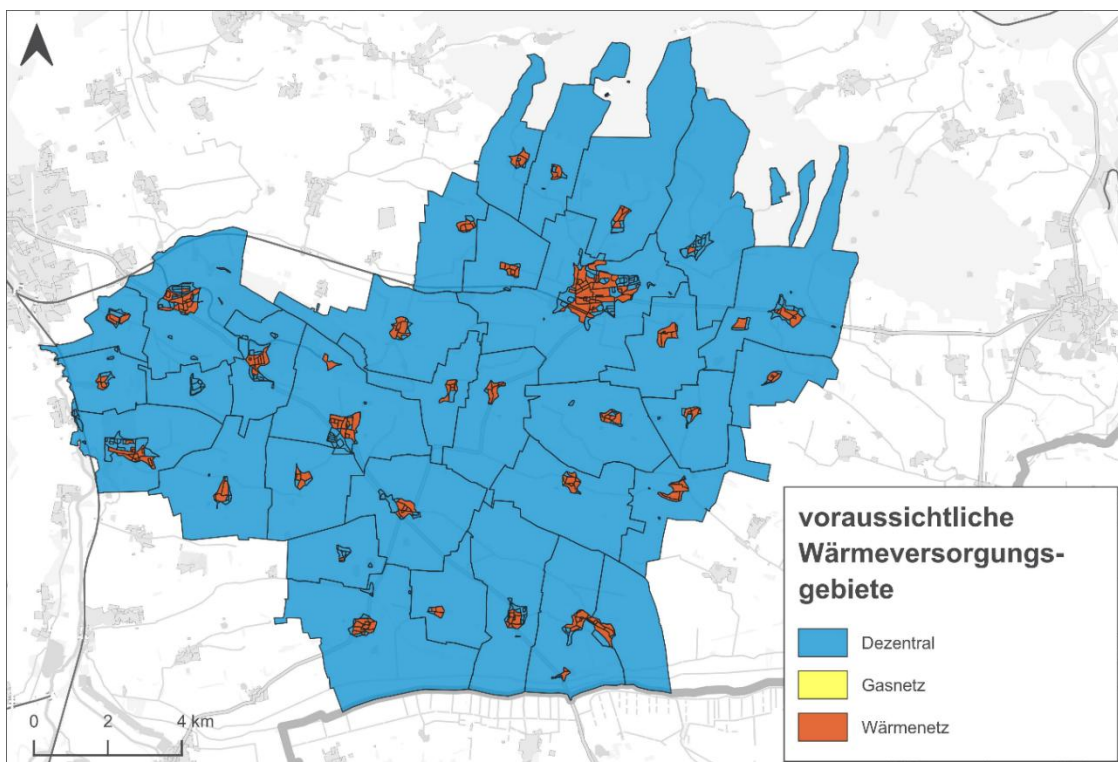 0 2 4 km
voraussichtliche
Wärmeversorgungs-
gebiete
Dezentral
Gasnetz
Wärmenetz